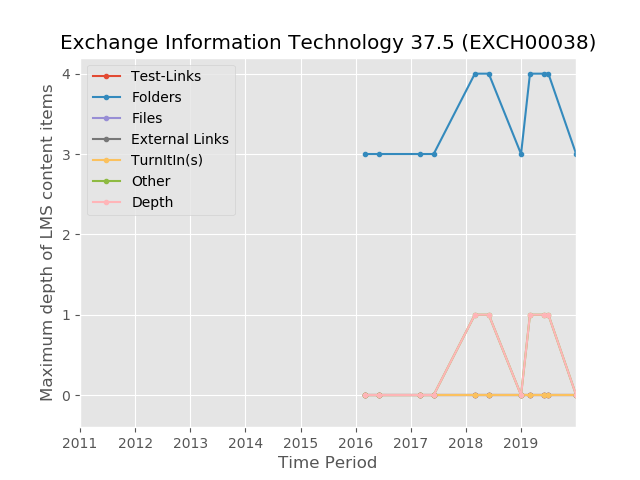 Exchange Information Technology 37.5 (EXCH00038)
Maximum depth of LMS content items
4
3
2
1
0
Test-Links
Folders
Files
External Links
TurnItIn(s)
Other
Depth
2011 2012 2013 2014 2015 2016 2017 2018 2019
Time Period